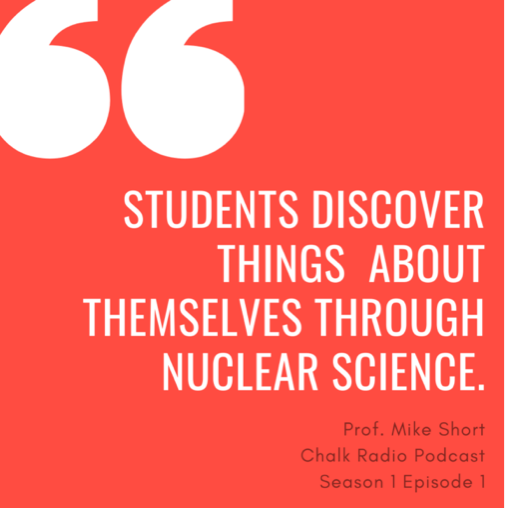 STUDENTS DISCOVER
THINGS ABOUT
THEMSELVES THROUGH
NUCLEAR SCIENCE.
Prof. Mike Short
Chalk Radio Podcast
Season 1 Episode 1